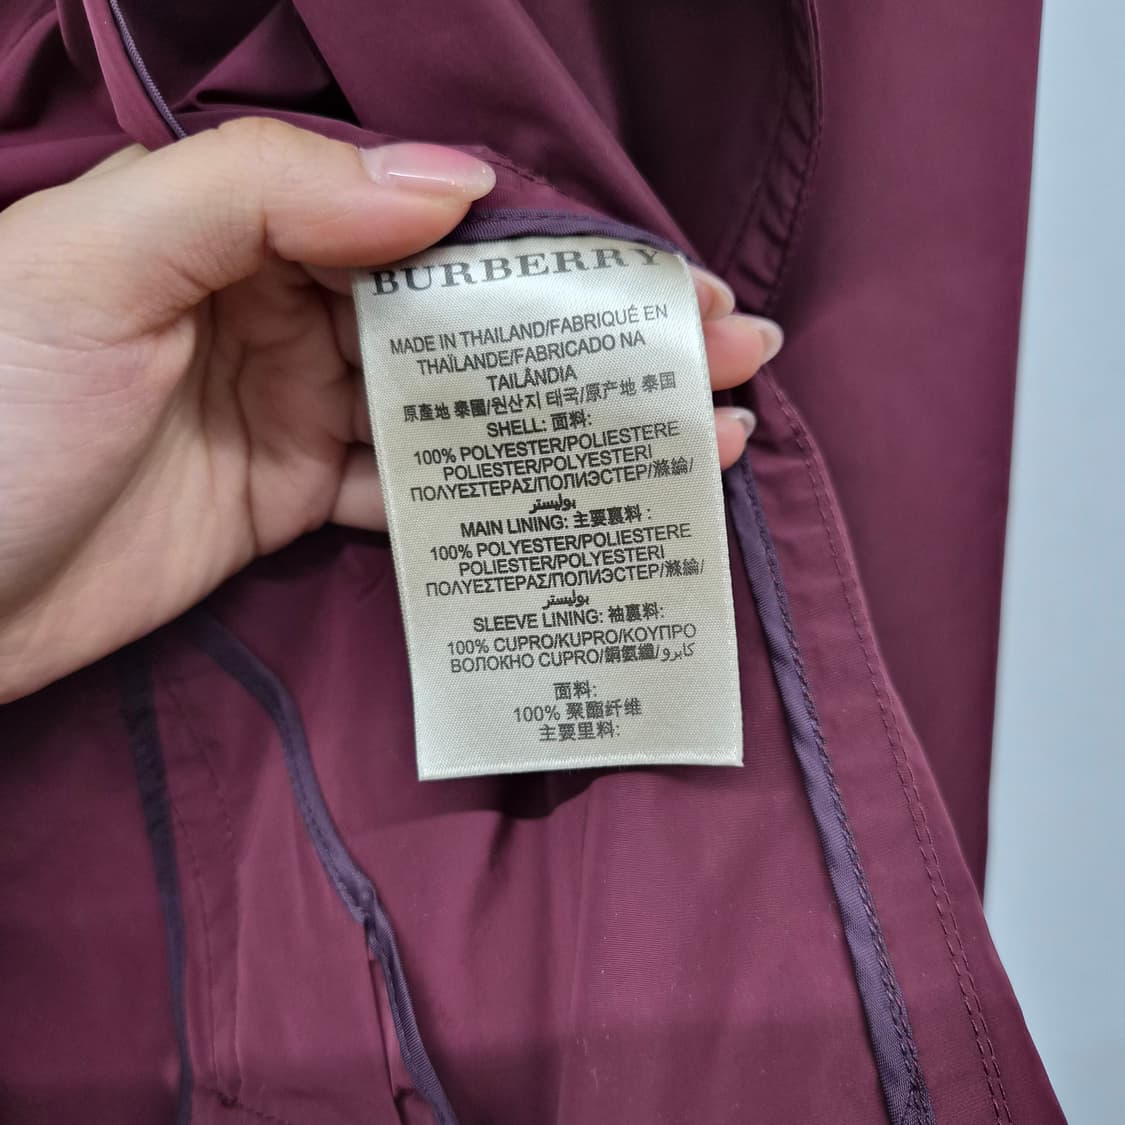 BURBERRY
MADE IN THAILAND/FABRIQUÉ EN
THAÏLANDE/FABRICADO NA
TAILÂNDIA
原產地 泰國/원산지 태국/原产地 泰国
SHELL: 面料:
100% POLYESTER/POLIESTERE
POLIESTER/POLYESTERI
ΠΟΛΥΕΣΤΕΡΑΣ/ПОЛИЭСТЕР/滌綸/
بوليستر
MAIN LINING: 主要裏料 :
100% POLYESTER/POLIESTERE
POLIESTER/POLYESTERI
ΠΟΛΥΕΣΤΕΡΑΣ/ПОЛИЭСТЕР/滌綸/
بوليستر
SLEEVE LINING: 袖裏料:
100% CUPRO/KUPRO/ΚΟΥΠΡΟ
ВОЛОКНО CUPRO/銅氨纖/كابرو
面料:
100% 聚酯纤维
主要里料: